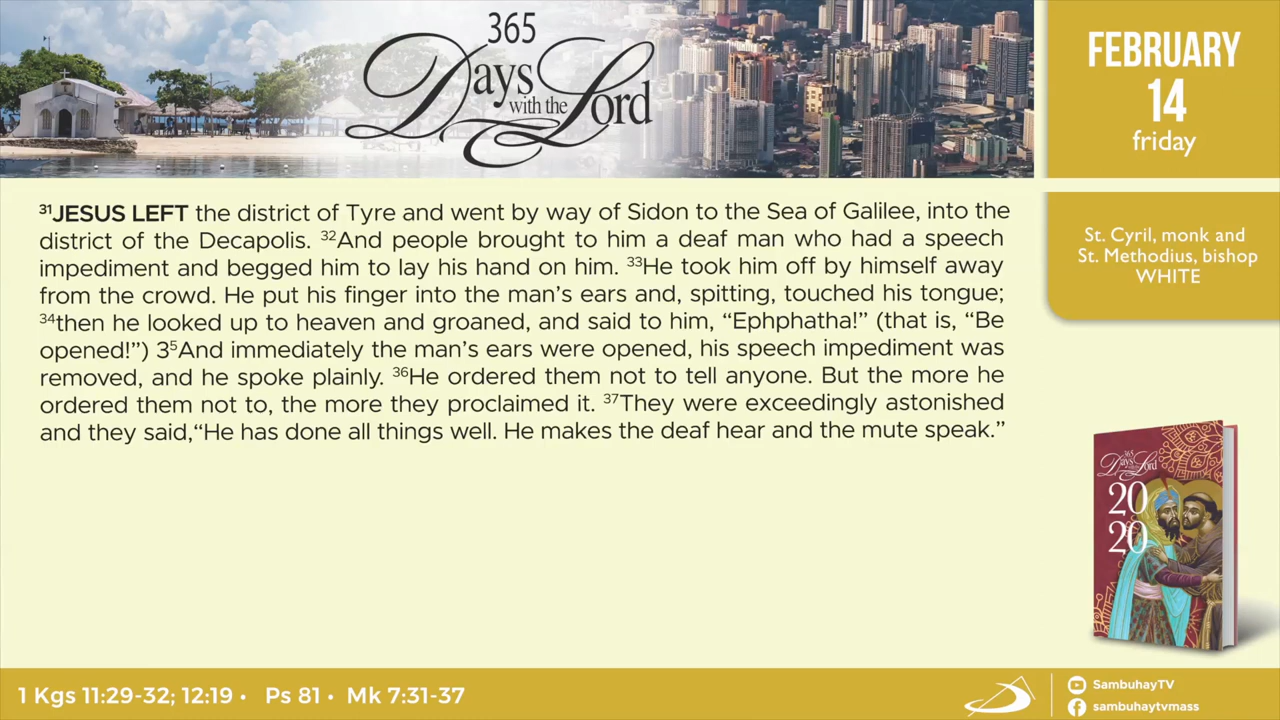 365
Days with the Lord
FEBRUARY
14
friday
St. Cyril, monk and
St. Methodius, bishop
WHITE
³¹JESUS LEFT the district of Tyre and went by way of Sidon to the Sea of Galilee, into the
district of the Decapolis. ³²And people brought to him a deaf man who had a speech
impediment and begged him to lay his hand on him. ³³He took him off by himself away
from the crowd. He put his finger into the man’s ears and, spitting, touched his tongue;
³⁴then he looked up to heaven and groaned, and said to him, “Ephphatha!” (that is, “Be
opened!”) 3⁵And immediately the man’s ears were opened, his speech impediment was
removed, and he spoke plainly. ³⁶He ordered them not to tell anyone. But the more he
ordered them not to, the more they proclaimed it. ³⁷They were exceedingly astonished
and they said,“He has done all things well. He makes the deaf hear and the mute speak.”
365
Days with the Lord
20
20
1 Kgs 11:29-32; 12:19 • Ps 81 • Mk 7:31-37
SambuhayTV
sambuhaytvmass